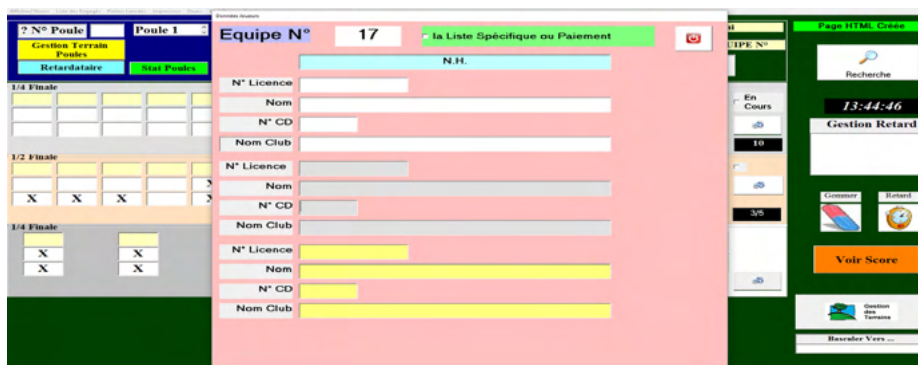 Données Joueurs
? N° Poule
Poule 1
Gestion Terrain
Poules
Retardataire
Stat Poules
1/4 Finale
1/2 Finale
X X X
1/4 Finale
X X
X X
Equipe N°
17
la Liste Spécifique ou Paiement
N.H.
N° Licence
Nom
N° CD
Nom Club
N° Licence
Nom
N° CD
Nom Club
N° Licence
Nom
N° CD
Nom Club
UIPE N°
En
Cours
10
3/5
Page HTML Créée
Recherche
13:44:46
Gestion Retard
Gommer
Retard
Voir Score
Gestion
des
Terrains
Basculer Vers ...